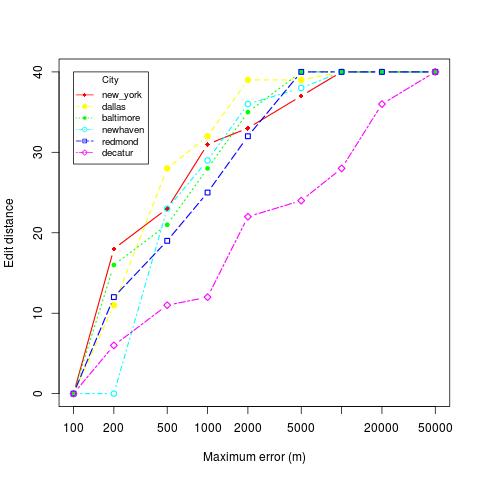 40
30
20
10
0
Edit distance
City
new_york
dallas
baltimore
newhaven
redmond
decatur
100 200 500 1000 2000 5000 20000 50000
Maximum error (m)